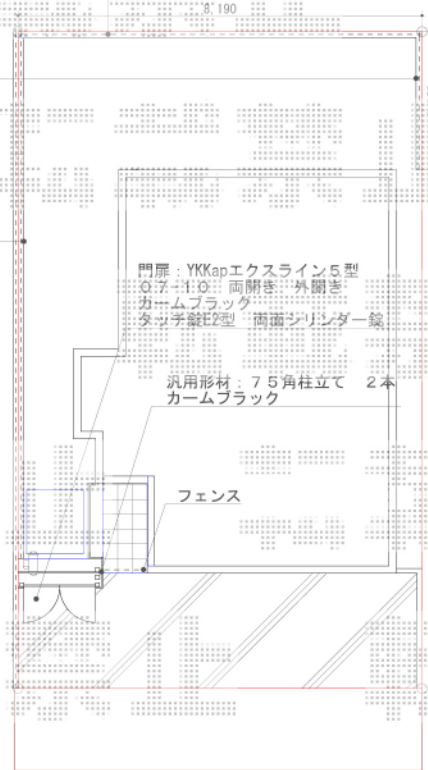 8,190
門扉：YKKapエクスライン５型
０７-１０　両開き　外開き
カームブラック
タッチ錠E2型　両面シリンダー錠
汎用形材：７５角柱立て　２本
カームブラック
フェンス